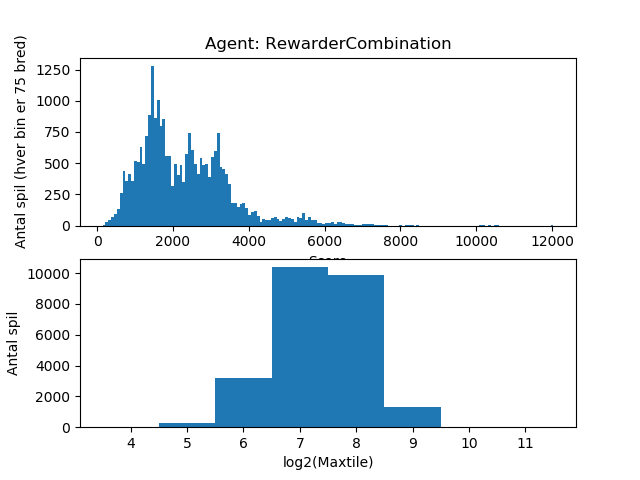 Agent: RewarderCombination
Antal spil (hver bin er 75 bred)
1250
1000
750
500
250
0
0 2000 4000 6000 8000 10000 12000
Antal spil
10000
8000
6000
4000
2000
0
4 5 6 7 8 9 10 11
log2(Maxtile)